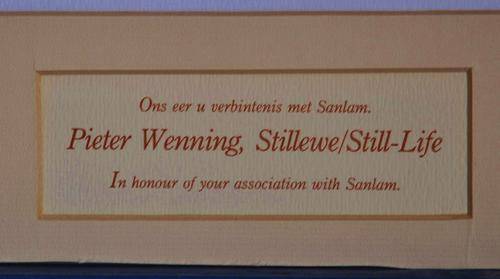 Ons eer u verbintenis met Sanlam.
Pieter Wenning, Stillewe/Still-Life
In honour of your association with Sanlam.